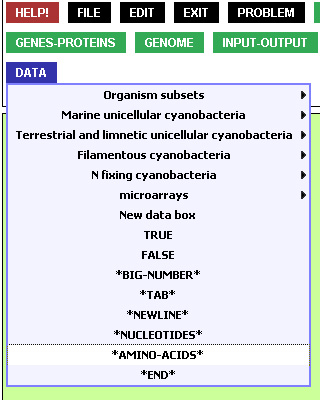 HELP! FILE EDIT EXIT PROBLEM
GENES-PROTEINS GENOME INPUT-OUTPUT
DATA
Organism subsets
Marine unicellular cyanobacteria
Terrestrial and limnetic unicellular cyanobacteria
Filamentous cyanobacteria
N fixing cyanobacteria
microarrays
New data box
TRUE
FALSE
*BIG-NUMBER*
*TAB*
*NEWLINE*
*NUCLEOTIDES*
*AMINO-ACIDS*
*END*